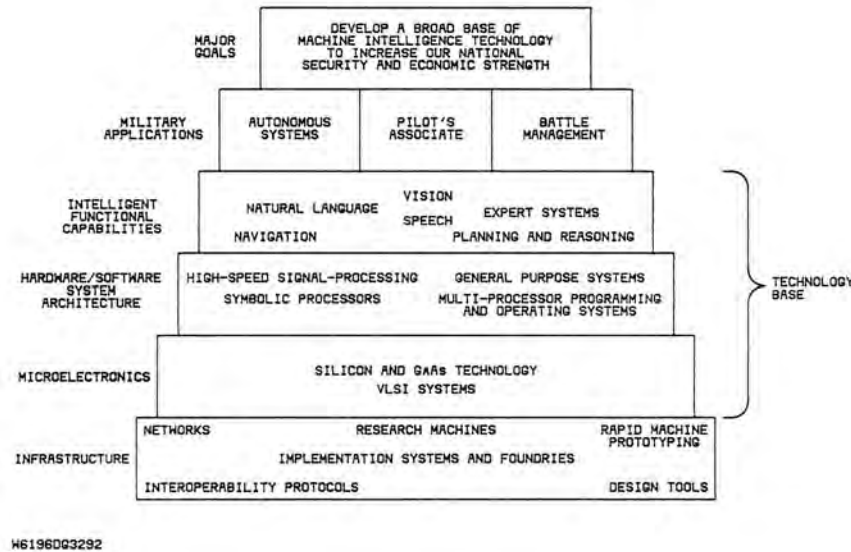 MAJOR
GOALS
DEVELOP A BROAD BASE OF
MACHINE INTELLIGENCE TECHNOLOGY
TO INCREASE OUR NATIONAL
SECURITY AND ECONOMIC STRENGTH
MILITARY
APPLICATIONS
AUTONOMOUS
SYSTEMS
PILOT'S
ASSOCIATE
BATTLE
MANAGEMENT
INTELLIGENT
FUNCTIONAL
CAPABILITIES
VISION
NATURAL LANGUAGE
SPEECH
EXPERT SYSTEMS
NAVIGATION
PLANNING AND REASONING
HARDWARE/SOFTWARE
SYSTEM
ARCHITECTURE
HIGH-SPEED SIGNAL-PROCESSING
GENERAL PURPOSE SYSTEMS
SYMBOLIC PROCESSORS
MULTI-PROCESSOR PROGRAMMING
AND OPERATING SYSTEMS
TECHNOLOGY
BASE
MICROELECTRONICS
SILICON AND GAAs TECHNOLOGY
VLSI SYSTEMS
INFRASTRUCTURE
NETWORKS
RESEARCH MACHINES
RAPID MACHINE
PROTOTYPING
IMPLEMENTATION SYSTEMS AND FOUNDRIES
INTEROPERABILITY PROTOCOLS
DESIGN TOOLS
W6196DQ3292